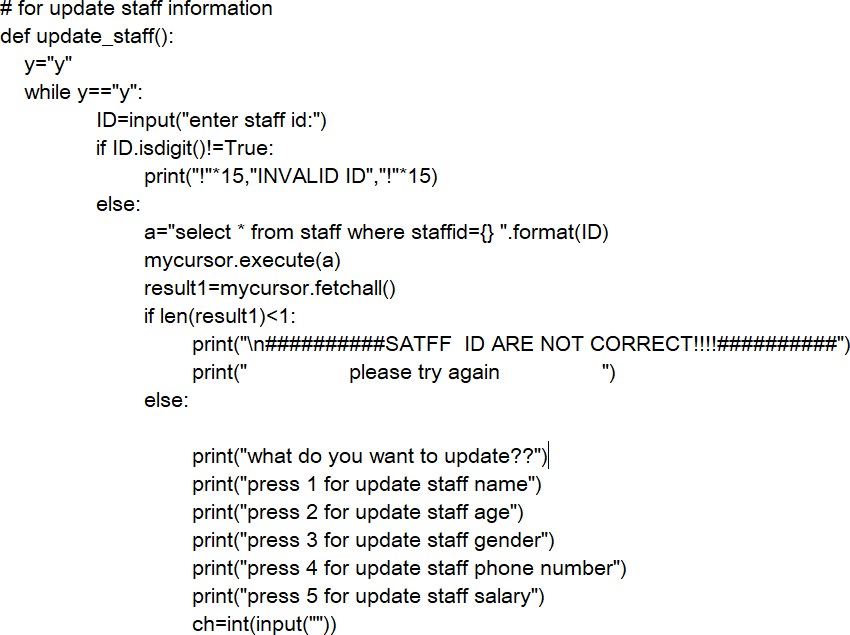 # for update staff information
def update_staff():
    y="y"
    while y=="y":
            ID=input("enter staff id:")
            if ID.isdigit()!=True:
                    print("!"*15,"INVALID ID","!"*15)
            else:
                    a="select * from staff where staffid={} ".format(ID)
                    mycursor.execute(a)
                    result1=mycursor.fetchall()
                    if len(result1)<1:
                            print("\n##########SATFF  ID ARE NOT CORRECT!!!!##########")
                            print("                 please try again                 ")
                    else:

                            print("what do you want to update??")
                            print("press 1 for update staff name")
                            print("press 2 for update staff age")
                            print("press 3 for update staff gender")
                            print("press 4 for update staff phone number")
                            print("press 5 for update staff salary")
                            ch=int(input(""))